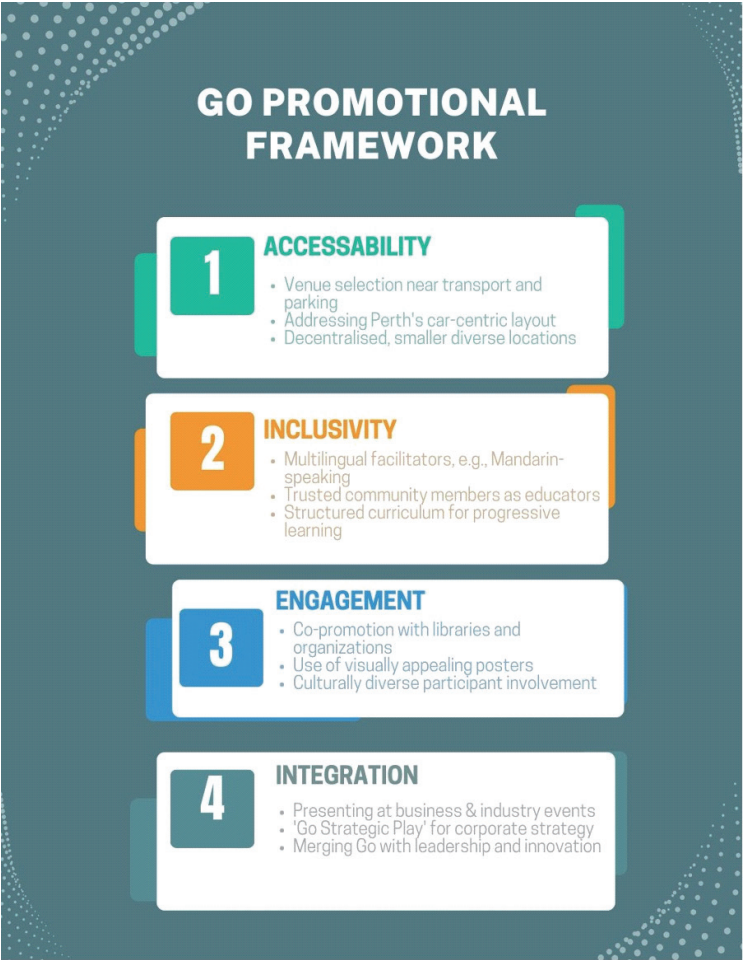 GO PROMOTIONAL
FRAMEWORK
1
ACCESSABILITY
• Venue selection near transport and
parking
• Addressing Perth's car-centric layout
• Decentralised, smaller diverse locations
2
INCLUSIVITY
• Multilingual facilitators, e.g., Mandarin-
speaking
• Trusted community members as educators
• Structured curriculum for progressive
learning
3
ENGAGEMENT
• Co-promotion with libraries and
organizations
• Use of visually appealing posters
• Culturally diverse participant involvement
4
INTEGRATION
• Presenting at business & industry events
• 'Go Strategic Play' for corporate strategy
• Merging Go with leadership and innovation